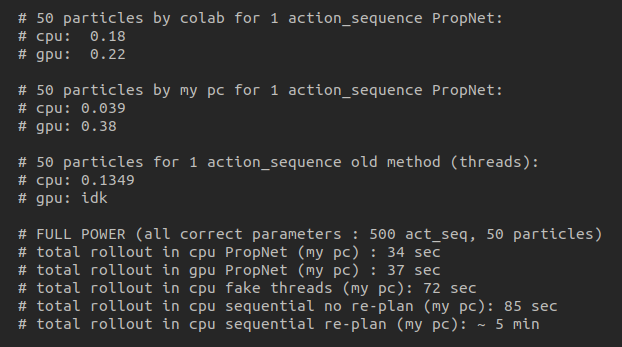 # 50 particles by colab for 1 action_sequence PropNet:
# cpu:  0.18
# gpu:  0.22
# 50 particles by my pc for 1 action_sequence PropNet:
# cpu: 0.039
# gpu: 0.38
# 50 particles for 1 action_sequence old method (threads):
# cpu: 0.1349
# gpu: idk
# FULL POWER (all correct parameters : 500 act_seq, 50 particles)
# total rollout in cpu PropNet (my pc) : 34 sec
# total rollout in gpu PropNet (my pc) : 37 sec
# total rollout in cpu fake threads (my pc): 72 sec
# total rollout in cpu sequential no re-plan (my pc): 85 sec
# total rollout in cpu sequential re-plan (my pc): ~ 5 min